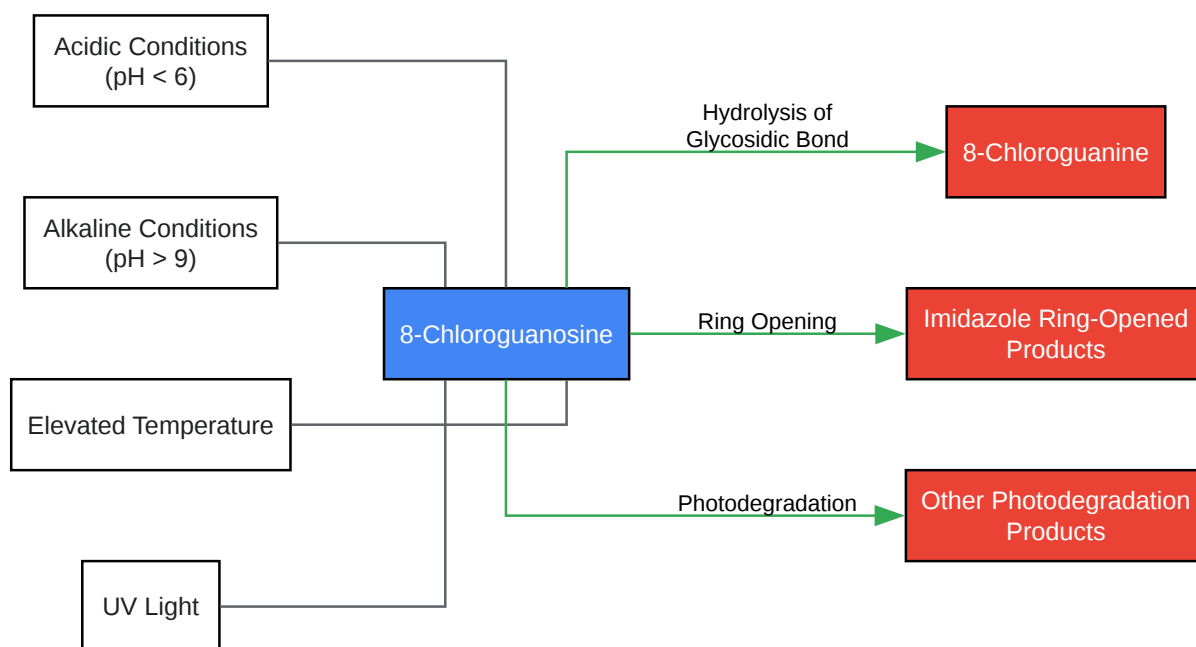 Acidic Conditions
(pH < 6)
Hydrolysis of
Glycosidic Bond
8-Chloroguanine
Alkaline Conditions
(pH > 9)
8-Chloroguanosine
Ring Opening
Imidazole Ring-Opened
Products
Elevated Temperature
Photodegradation
Other Photodegradation
Products
UV Light